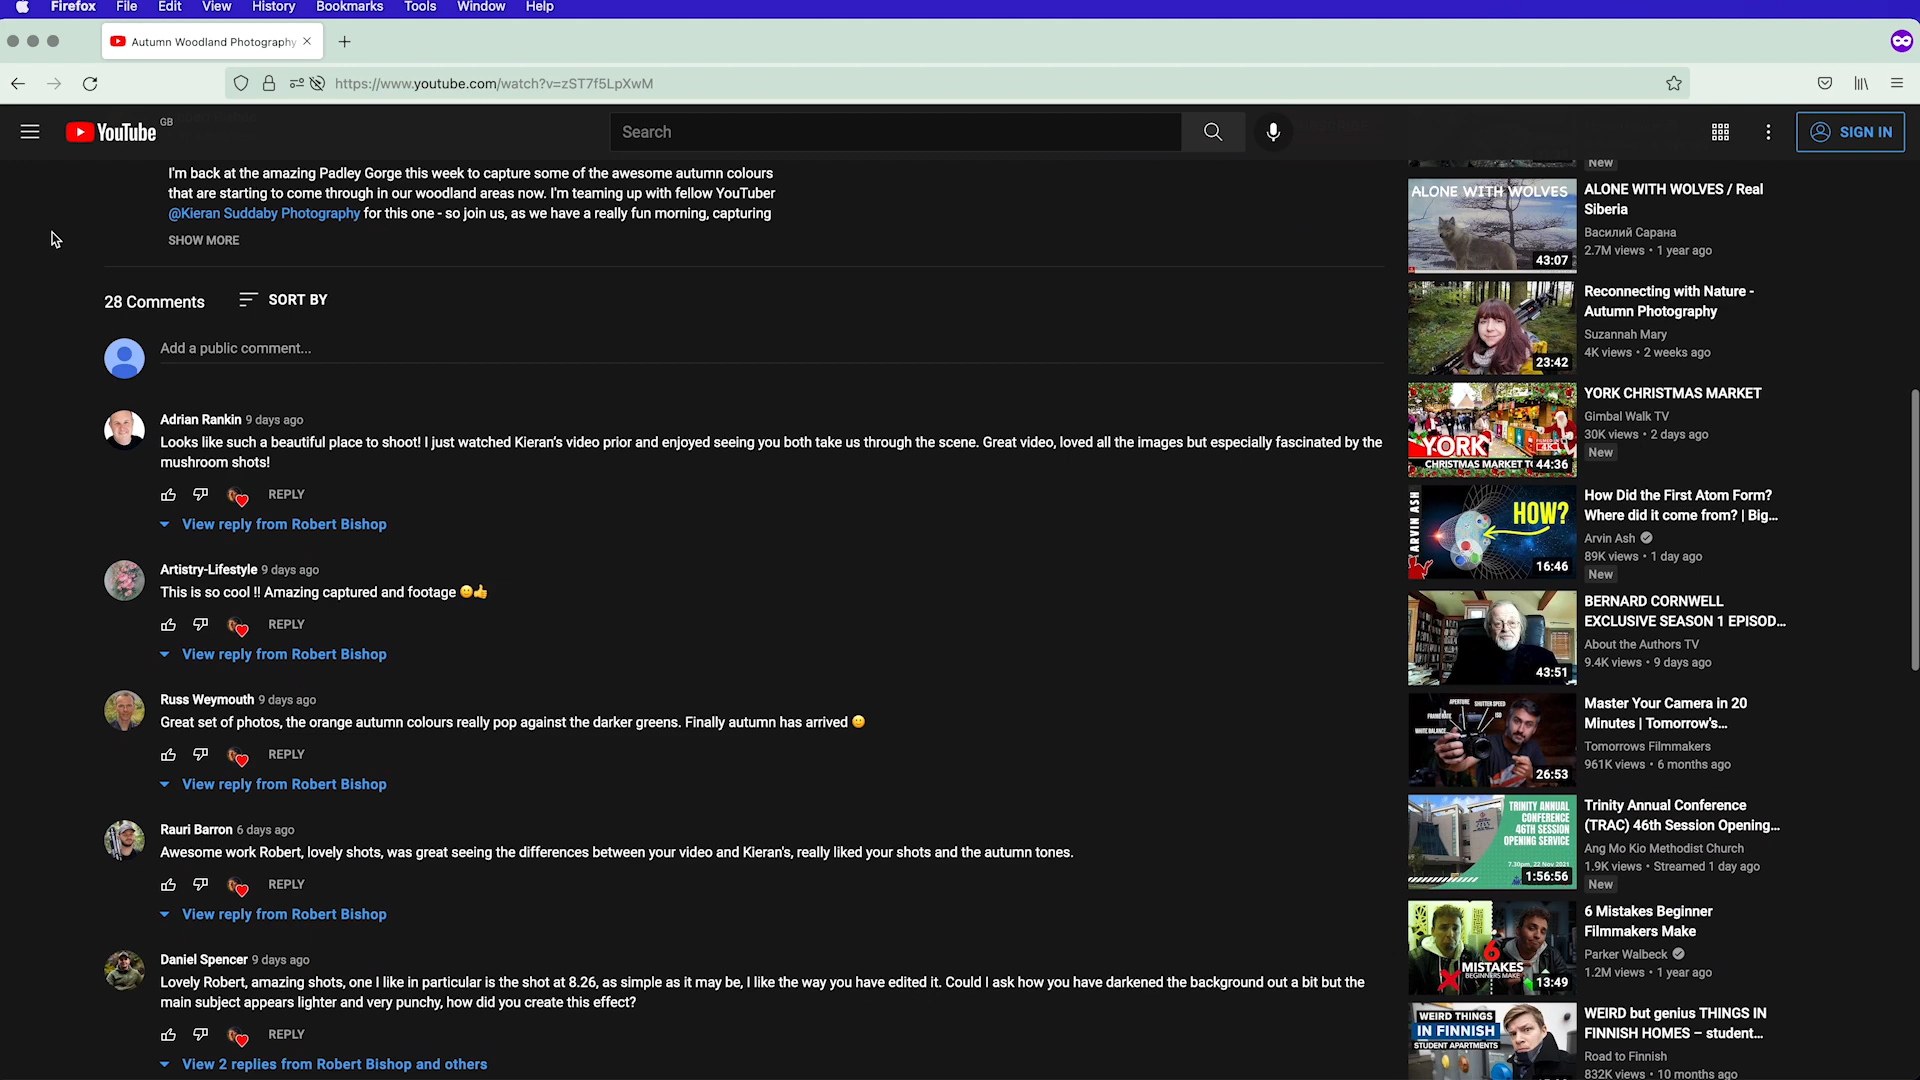 Firefox File Edit View History Bookmarks Tools Window Help
Autumn Woodland Photography
https://www.youtube.com/watch?v=zST7f5LpXwM
YouTube GB
Search
SIGN IN
I'm back at the amazing Padley Gorge this week to capture some of the awesome autumn colours
that are starting to come through in our woodland areas now. I'm teaming up with fellow YouTuber
@Kieran Suddaby Photography for this one - so join us, as we have a really fun morning, capturing
SHOW MORE
28 Comments SORT BY
Add a public comment...
Adrian Rankin 9 days ago
Looks like such a beautiful place to shoot! I just watched Kieran's video prior and enjoyed seeing you both take us through the scene. Great video, loved all the images but especially fascinated by the
mushroom shots!
REPLY
View reply from Robert Bishop
Artistry-Lifestyle 9 days ago
This is so cool !! Amazing captured and footage 🙂👍
REPLY
View reply from Robert Bishop
Russ Weymouth 9 days ago
Great set of photos, the orange autumn colours really pop against the darker greens. Finally autumn has arrived 🙂
REPLY
View reply from Robert Bishop
Rauri Barron 6 days ago
Awesome work Robert, lovely shots, was great seeing the differences between your video and Kieran's, really liked your shots and the autumn tones.
REPLY
View reply from Robert Bishop
Daniel Spencer 9 days ago
Lovely Robert, amazing shots, one I like in particular is the shot at 8.26, as simple as it may be, I like the way you have edited it. Could I ask how you have darkened the background out a bit but the
main subject appears lighter and very punchy, how did you create this effect?
REPLY
View 2 replies from Robert Bishop and others
New
ALONE WITH WOLVES
43:07
ALONE WITH WOLVES / Real
Siberia
Василий Сарана
2.7M views • 1 year ago
23:42
Reconnecting with Nature -
Autumn Photography
Suzannah Mary
4K views • 2 weeks ago
YORK
CHRISTMAS MARKET
44:36
YORK CHRISTMAS MARKET
Gimbal Walk TV
30K views • 2 days ago
New
ARVIN ASH
HOW?
16:46
How Did the First Atom Form?
Where did it come from? | Big...
Arvin Ash
89K views • 1 day ago
New
43:51
BERNARD CORNWELL
EXCLUSIVE SEASON 1 EPISOD...
About the Authors TV
9.4K views • 9 days ago
APERTURE
SHUTTER SPEED
FRAME RATE
ISO
WHITE BALANCE
26:53
Master Your Camera in 20
Minutes | Tomorrow's...
Tomorrows Filmmakers
961K views • 6 months ago
TRINITY ANNUAL
CONFERENCE
46TH SESSION
OPENING SERVICE
7.30pm, 22 Nov 2021
1:56:56
Trinity Annual Conference
(TRAC) 46th Session Opening...
Ang Mo Kio Methodist Church
1.9K views • Streamed 1 day ago
New
6
MISTAKES
BEGINNERS MAKE
13:49
6 Mistakes Beginner
Filmmakers Make
Parker Walbeck
1.2M views • 1 year ago
WEIRD THINGS
IN FINNISH
STUDENT APARTMENTS
WEIRD but genius THINGS IN
FINNISH HOMES – student...
Road to Finnish
832K views • 10 months ago